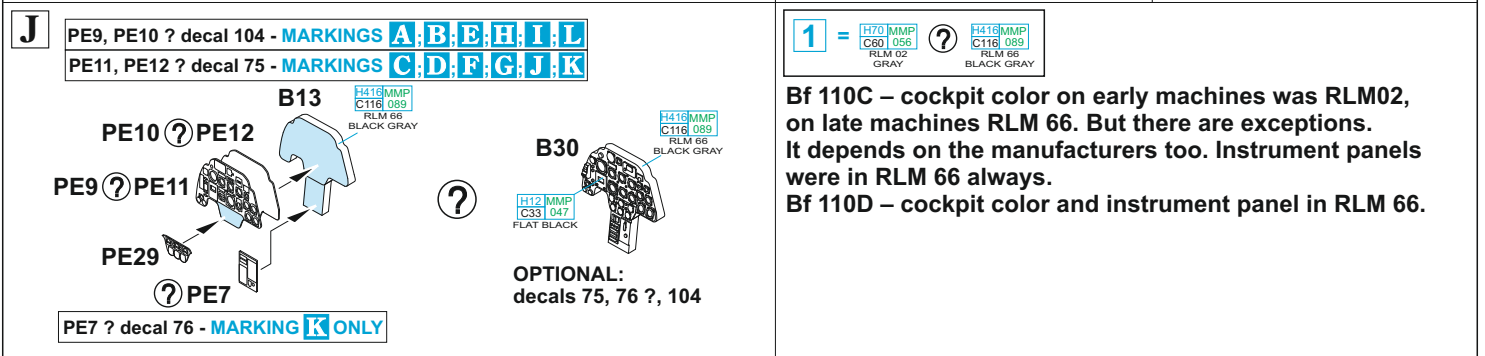 J
PE9, PE10 ? decal 104 - MARKINGS A;B;E;H;I;L
PE11, PE12 ? decal 75 - MARKINGS C;D;F;G;J;K
B13
H416 MMP
C116 089
RLM 66
BLACK GRAY
PE10 ? PE12
PE9 ? PE11
PE29
? PE7
PE7 ? decal 76 - MARKING K ONLY
?
B30
H416 MMP
C116 089
RLM 66
BLACK GRAY
H12 MMP
C33 047
FLAT BLACK
OPTIONAL:
decals 75, 76 ?, 104
1 = H70 MMP ? H416 MMP
C60 056 C116 089
RLM 02 RLM 66
GRAY BLACK GRAY
Bf 110C – cockpit color on early machines was RLM02,
on late machines RLM 66. But there are exceptions.
It depends on the manufacturers too. Instrument panels
were in RLM 66 always.
Bf 110D – cockpit color and instrument panel in RLM 66.